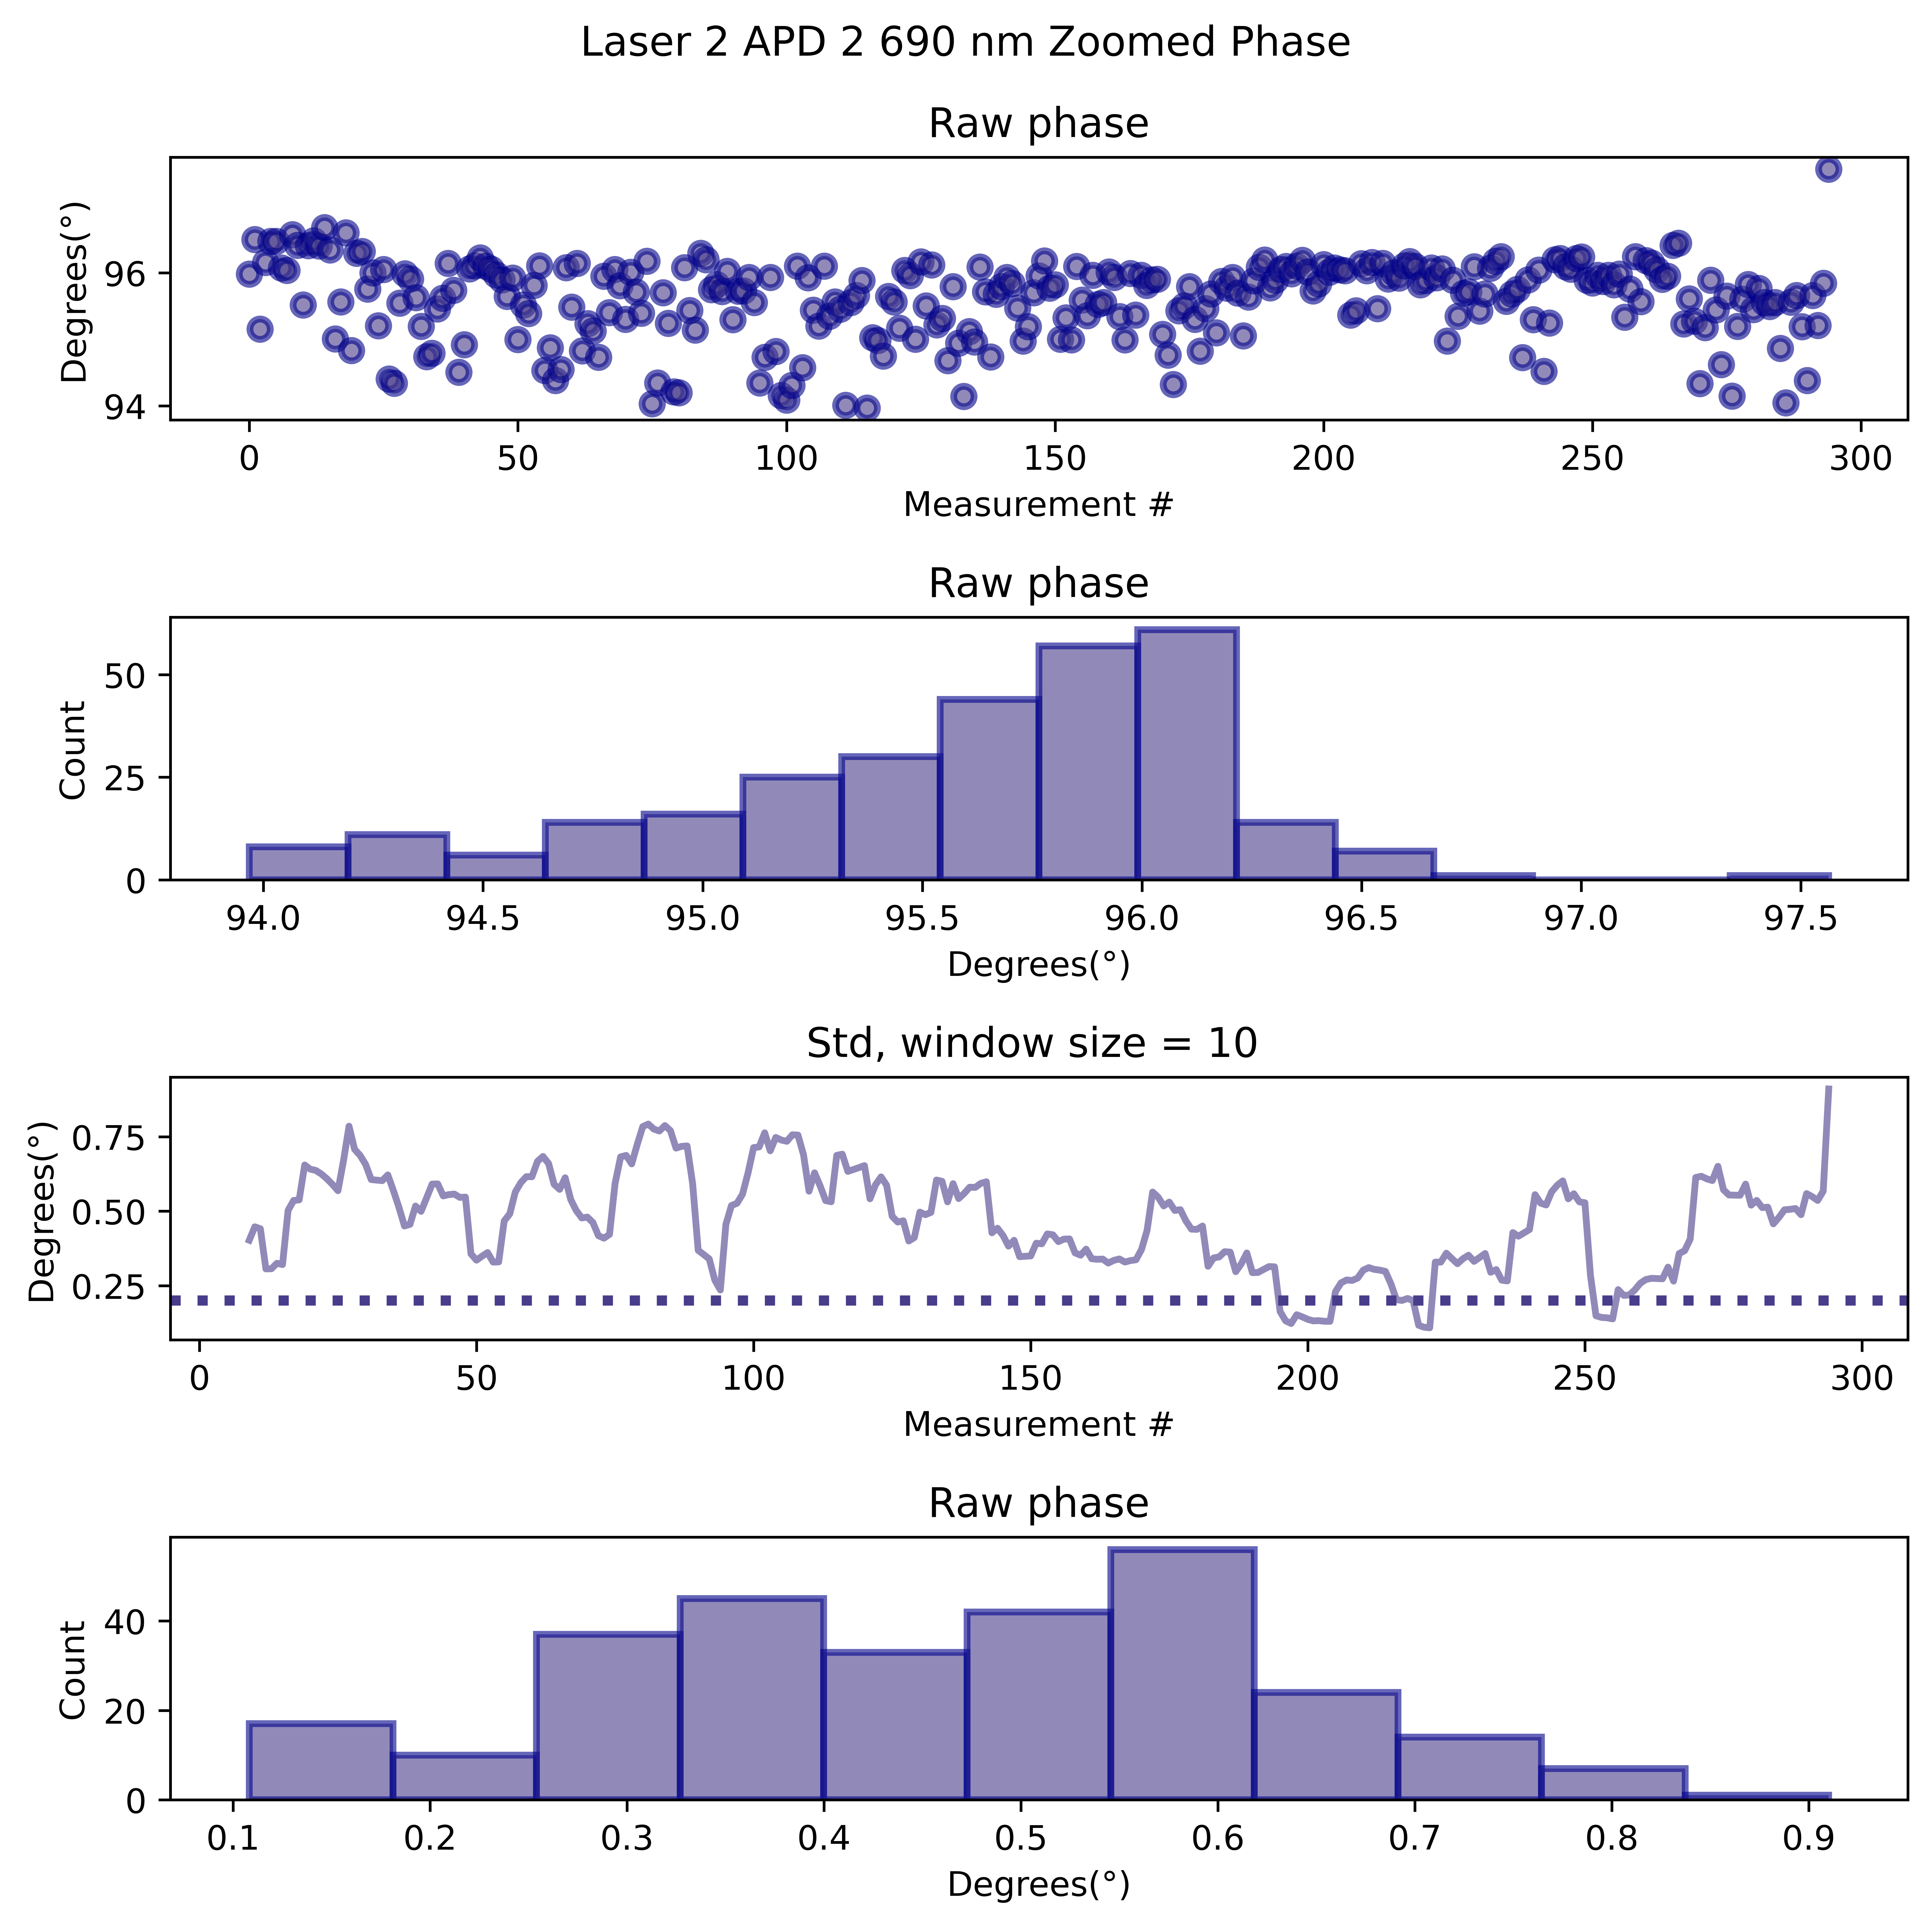 Laser 2 APD 2 690 nm Zoomed Phase
Raw phase
Degrees(°)
96
94
0 50 100 150 200 250 300
Measurement #
Raw phase
Count
50
25
0
94.0 94.5 95.0 95.5 96.0 96.5 97.0 97.5
Degrees(°)
Std, window size = 10
Degrees(°)
0.75
0.50
0.25
0 50 100 150 200 250 300
Measurement #
Raw phase
Count
40
20
0
0.1 0.2 0.3 0.4 0.5 0.6 0.7 0.8 0.9
Degrees(°)